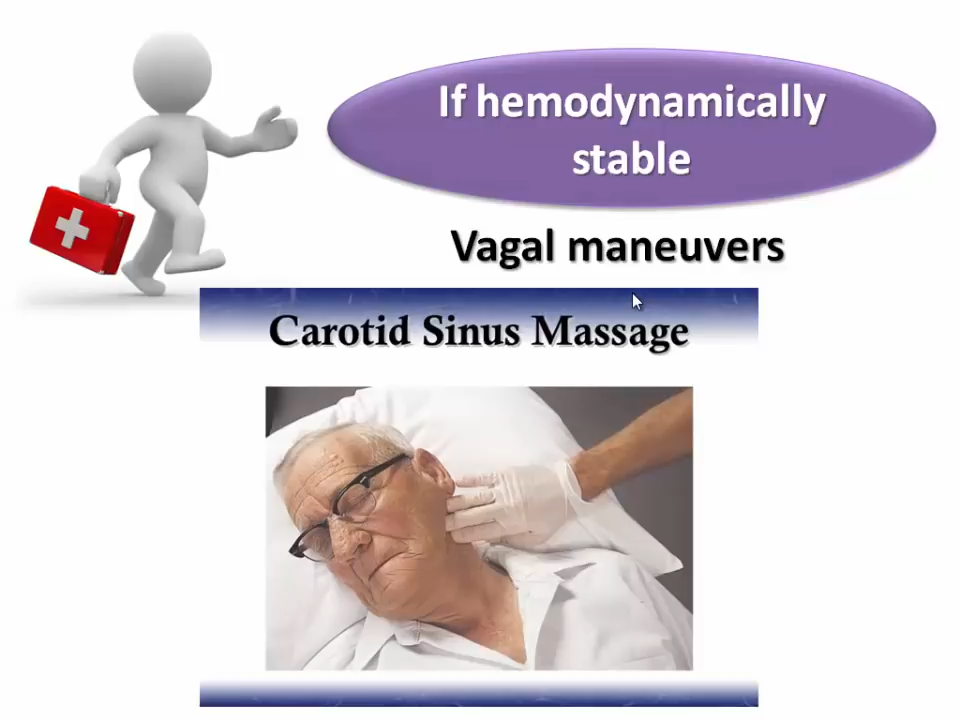 If hemodynamically
stable
Vagal maneuvers
Carotid Sinus Massage